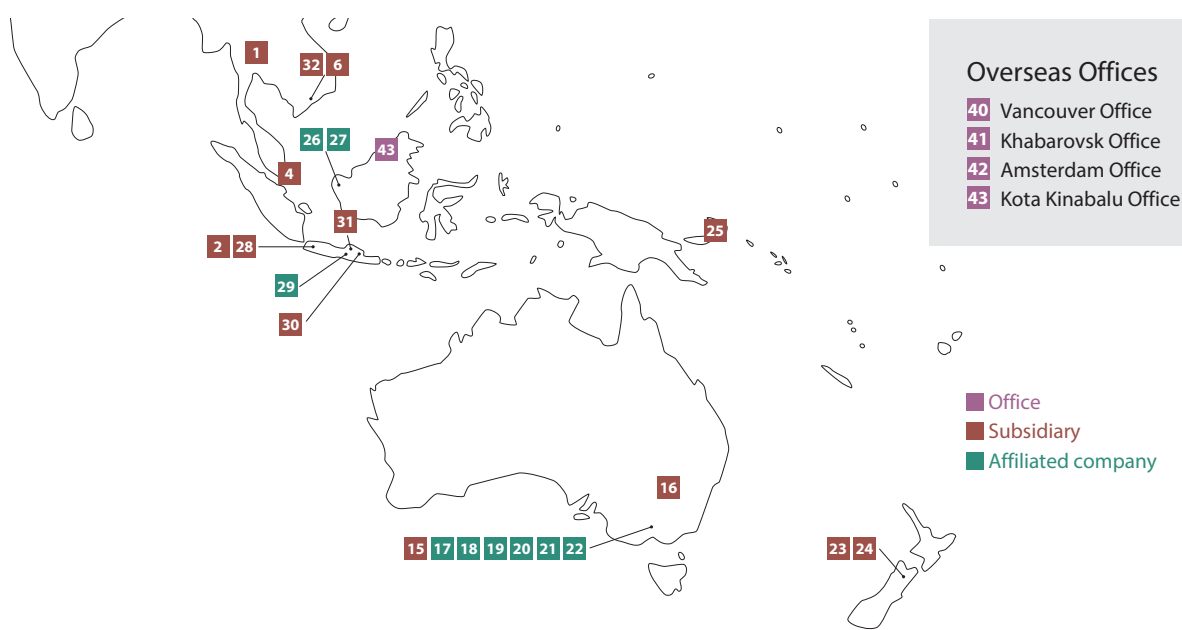 1
32 6
26 27
43
4
31
25
2 28
29
30
16
15 17 18 19 20 21 22
23 24
Overseas Offices
40 Vancouver Office
41 Khabarovsk Office
42 Amsterdam Office
43 Kota Kinabalu Office
Office
Subsidiary
Affiliated company